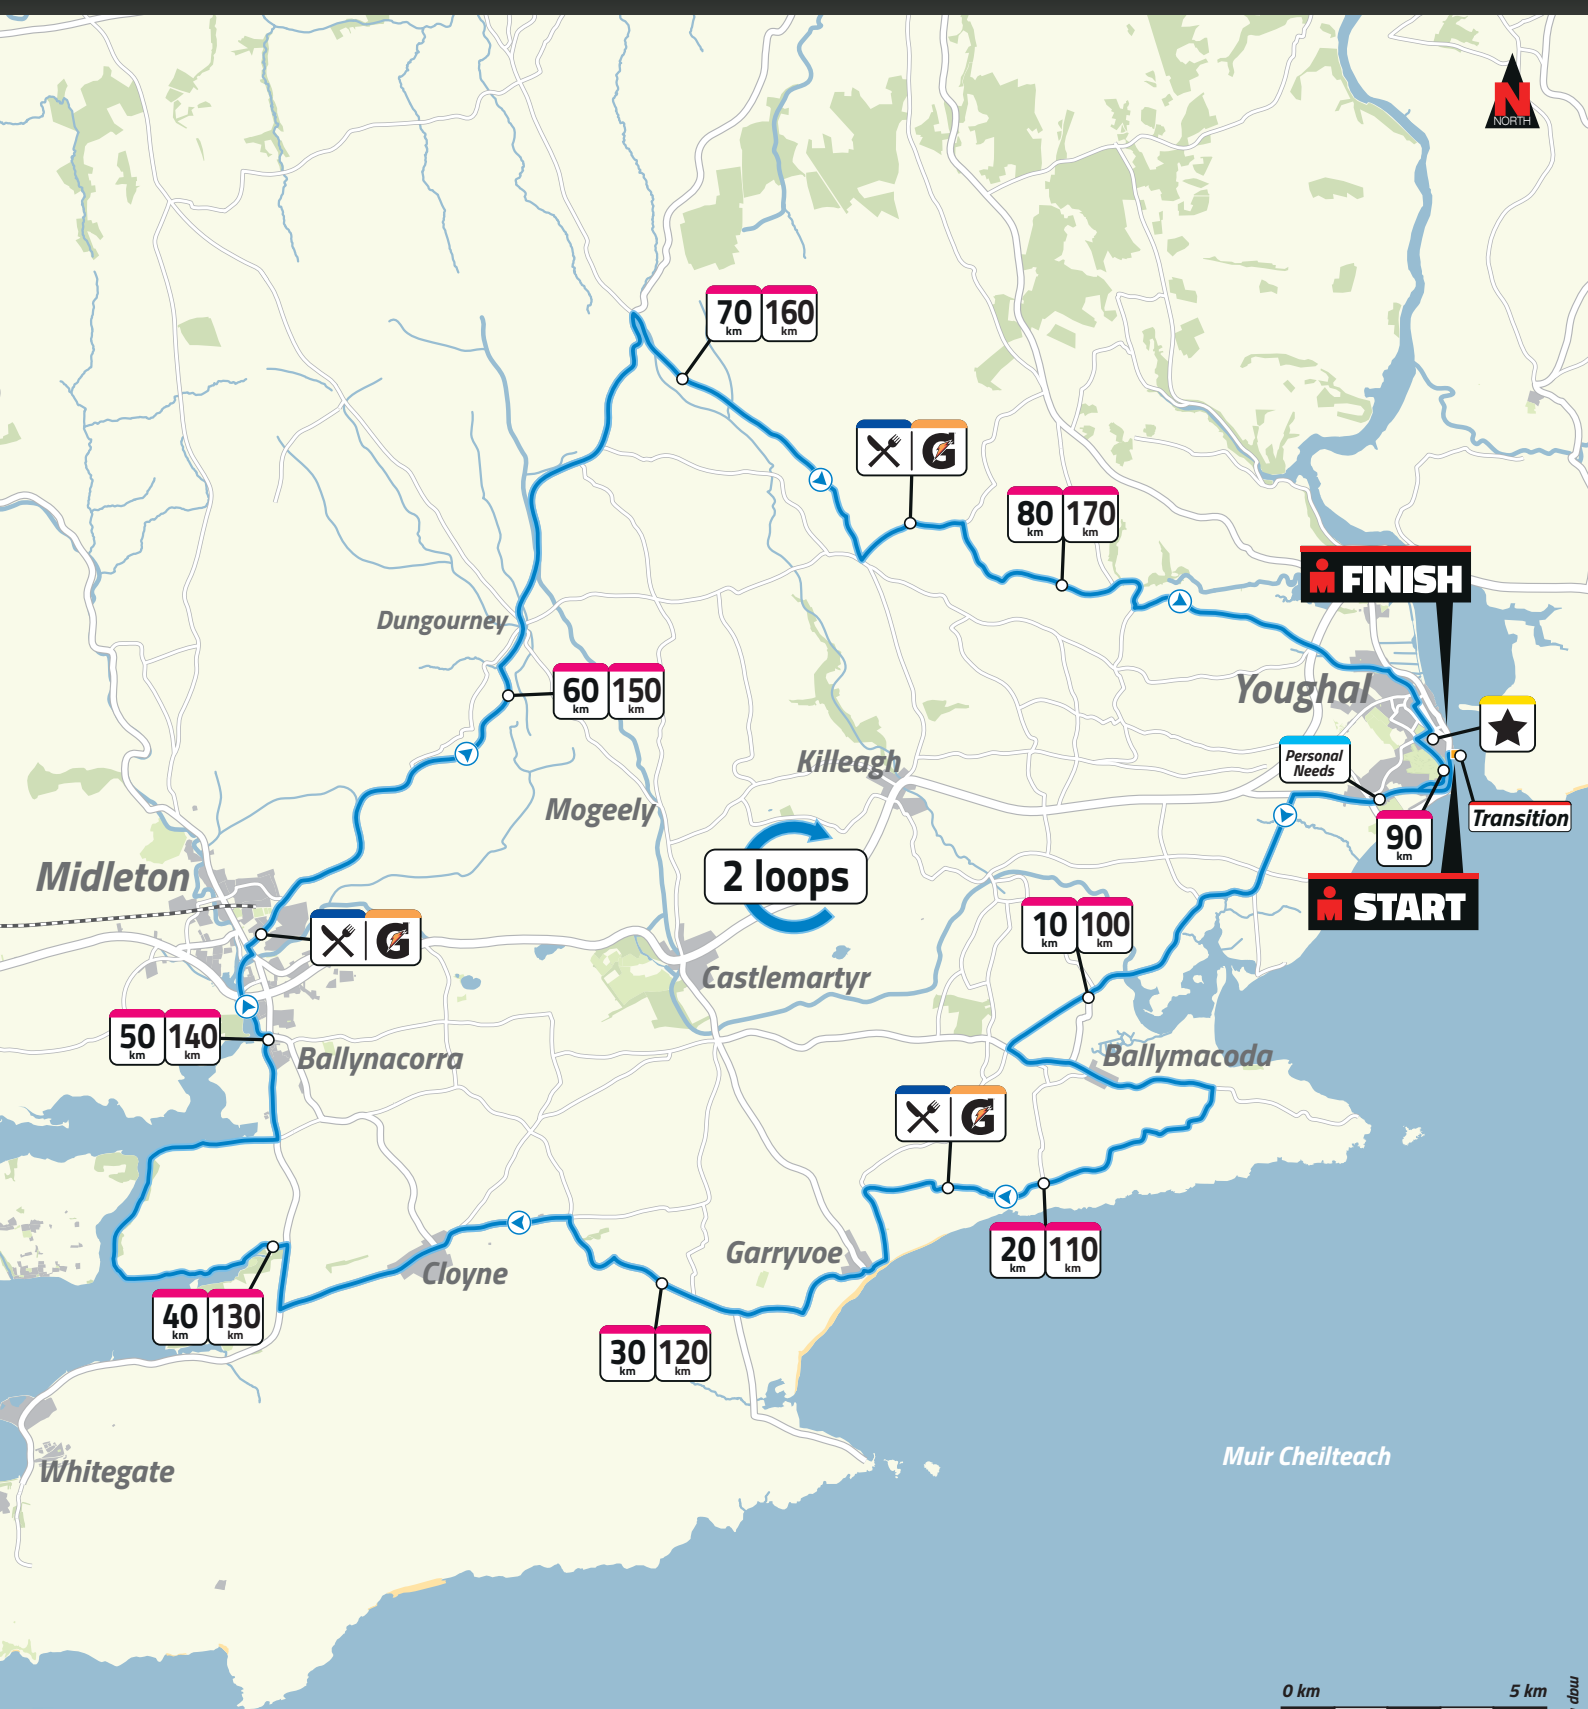 N
NORTH
70 km 160 km
G
80 km 170 km
FINISH
Dungourney
60 km 150 km
Youghal
Personal
Needs
Killeagh
Mogeely
Transition
90 km
2 loops
Midleton
START
10 km 100 km
G
Castlemartyr
50 km 140 km
Ballynacorra
Ballymacoda
G
20 km 110 km
Garryvoe
Cloyne
40 km 130 km
30 km 120 km
Muir Cheilteach
Whitegate
0 km 5 km
map